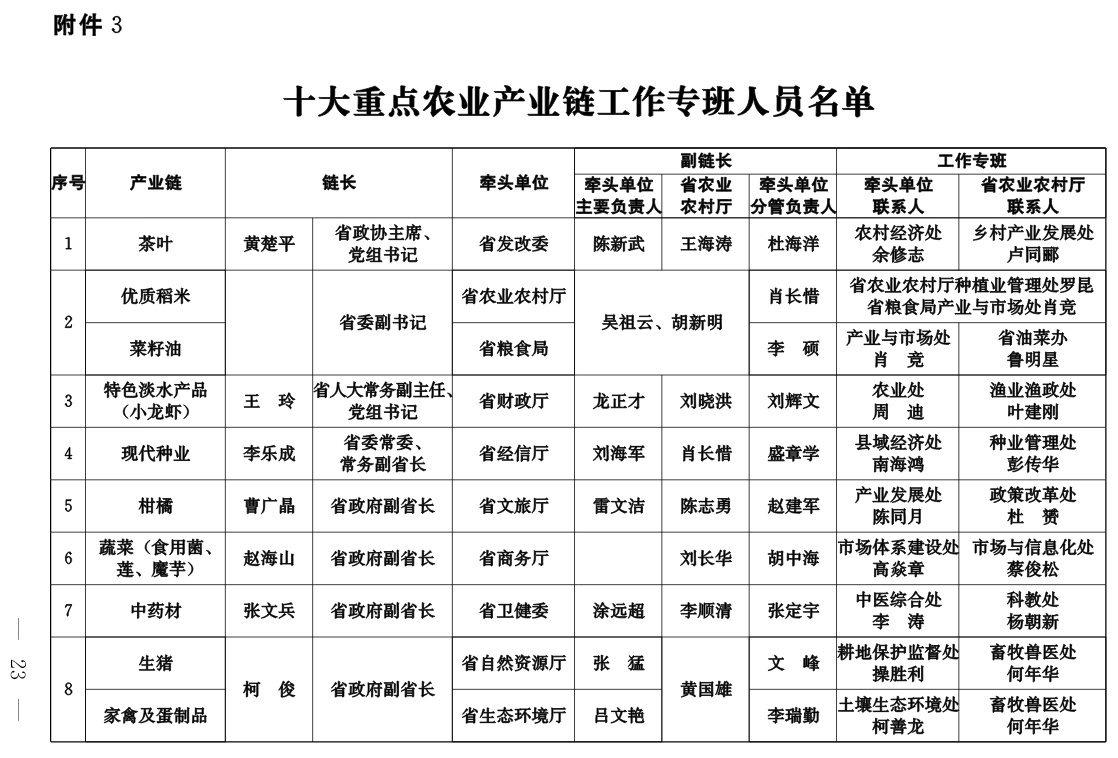 附件 3
十大重点农业产业链工作专班人员名单
序号 产业链 链长 牵头单位 副链长 工作专班
牵头单位 省农业 牵头单位 牵头单位 省农业农村厅
主要负责人 农村厅 分管负责人 联系人 联系人
1 茶叶 黄楚平 省政协主席、 省发改委 陈新武 王海涛 杜海洋 农村经济处 乡村产业发展处
党组书记 余修志 卢同郦
2 优质稻米 省委副书记 省农业农村厅 吴祖云、胡新明 肖长惜 省农业农村厅种植业管理处罗昆
省粮食局产业与市场处肖竞
菜籽油 省粮食局 李 硕 产业与市场处 省油菜办
肖 竞 鲁明星
3 特色淡水产品 王 玲 省人大常务副主任、 省财政厅 龙正才 刘晓洪 刘辉文 农业处 渔业渔政处
（小龙虾） 党组书记 周 迪 叶建刚
4 现代种业 李乐成 省委常委、 省经信厅 刘海军 肖长惜 盛章学 县域经济处 种业管理处
常务副省长 南海鸿 彭传华
5 柑橘 曹广晶 省政府副省长 省文旅厅 雷文洁 陈志勇 赵建军 产业发展处 政策改革处
陈同月 杜 赟
6 蔬菜（食用菌、 赵海山 省政府副省长 省商务厅 刘长华 胡中海 市场体系建设处 市场与信息化处
莲、魔芋） 高焱章 蔡俊松
7 中药材 张文兵 省政府副省长 省卫健委 涂远超 李顺清 张定宇 中医综合处 科教处
李 涛 杨朝新
8 生猪 柯 俊 省政府副省长 省自然资源厅 张 猛 黄国雄 文 峰 耕地保护监督处 畜牧兽医处
操胜利 何年华
家禽及蛋制品 省生态环境厅 吕文艳 李瑞勤 土壤生态环境处 畜牧兽医处
柯善龙 何年华
— 23 —